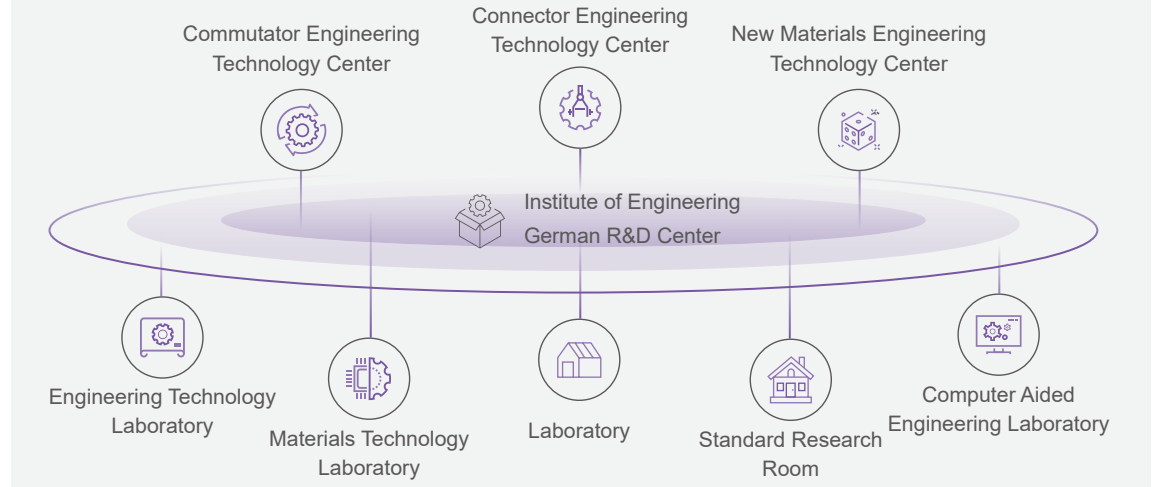 Commutator Engineering
Technology Center
Connector Engineering
Technology Center
New Materials Engineering
Technology Center
Institute of Engineering
German R&D Center
Engineering Technology
Laboratory
Materials Technology
Laboratory
Laboratory
Standard Research
Room
Computer Aided
Engineering Laboratory